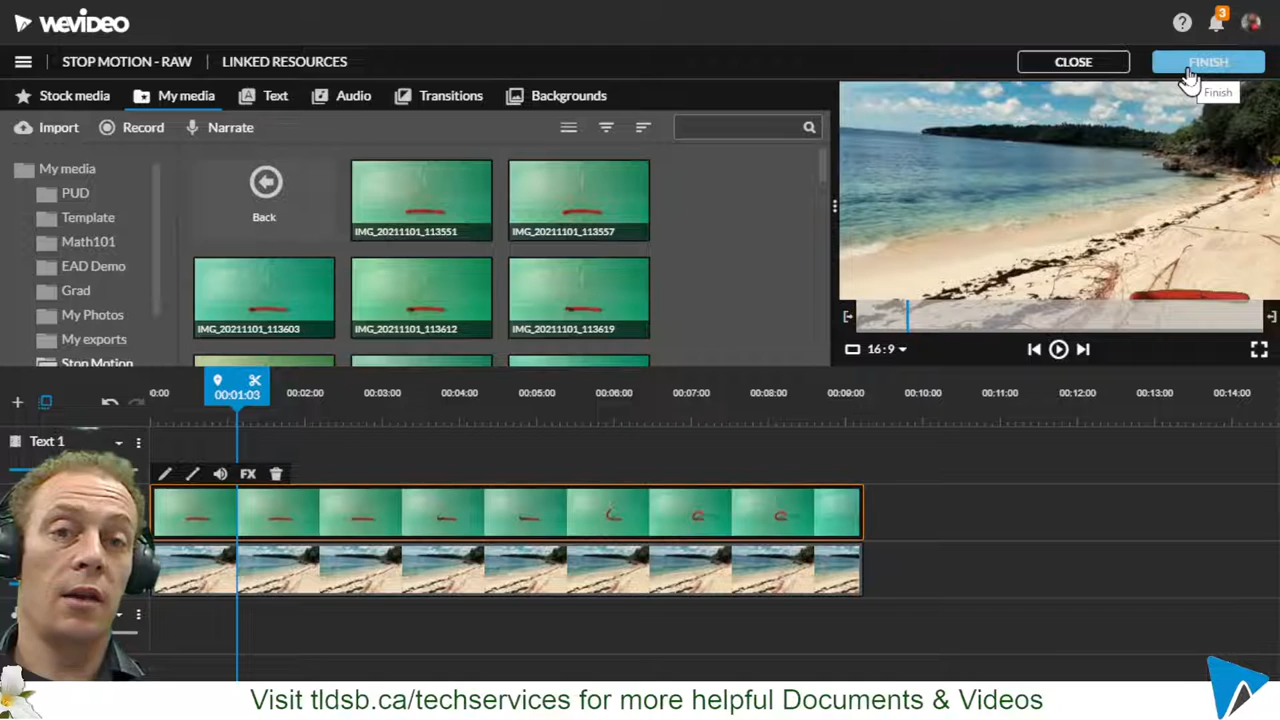 wevideo
3
STOP MOTION - RAW
LINKED RESOURCES
CLOSE
FINISH
Finish
Stock media
My media
Text
Audio
Transitions
Backgrounds
Import
Record
Narrate
My media
PUD
Template
Math101
EAD Demo
Grad
My Photos
My exports
Stop Motion
Back
IMG_20211101_113551
IMG_20211101_113557
IMG_20211101_113603
IMG_20211101_113612
IMG_20211101_113619
16:9
0:00
00:01:03
00:02:00
00:03:00
00:04:00
00:05:00
00:06:00
00:07:00
00:08:00
00:09:00
00:10:00
00:11:00
00:12:00
00:13:00
00:14:00
Text 1
FX
Visit tldsb.ca/techservices for more helpful Documents & Videos